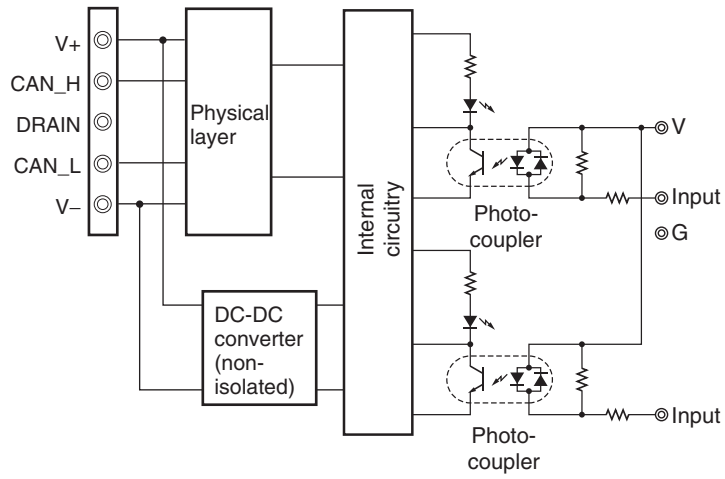 V+
CAN_H
DRAIN
CAN_L
V–
Physical
layer
DC-DC
converter
(non-
isolated)
Internal
circuitry
Photo-
coupler
V
Input
G
Photo-
coupler
Input